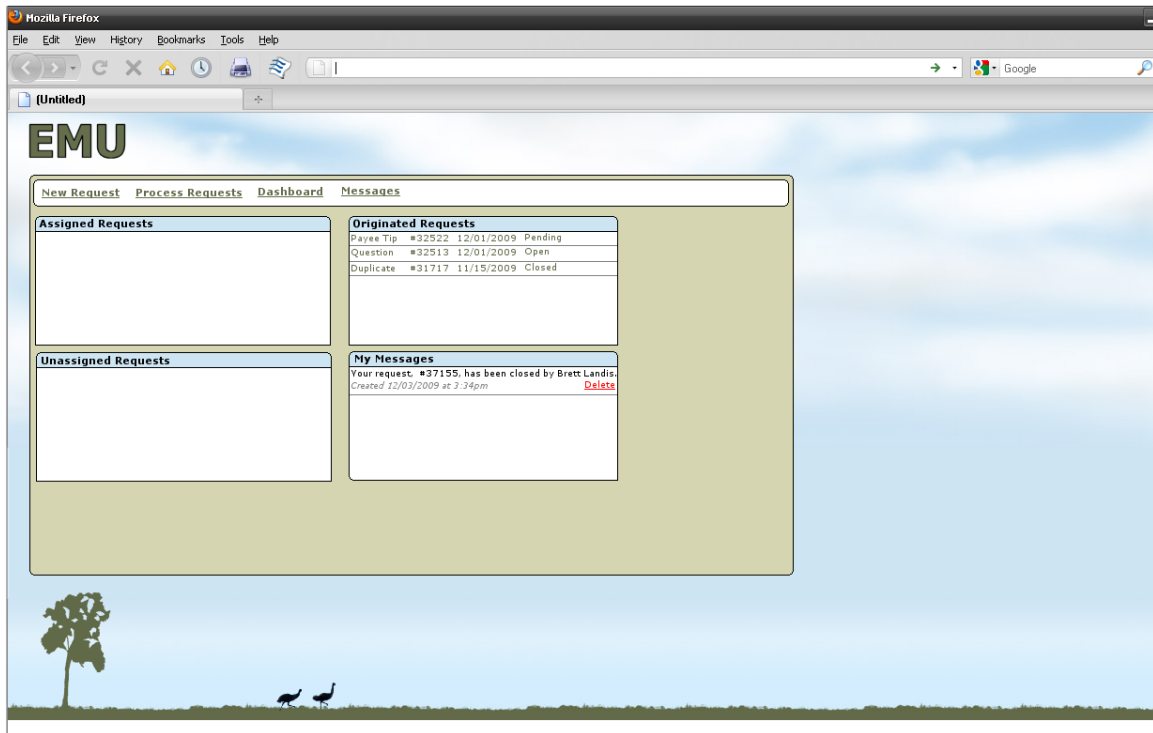 Mozilla Firefox
File Edit View History Bookmarks Tools Help
Google
(Untitled)
EMU
New Request Process Requests Dashboard Messages
Assigned Requests
Originated Requests
Payee Tip #32522 12/01/2009 Pending
Question #32513 12/01/2009 Open
Duplicate #31717 11/15/2009 Closed
Unassigned Requests
My Messages
Your request, #37155, has been closed by Brett Landis.
Created 12/03/2009 at 3:34pm Delete